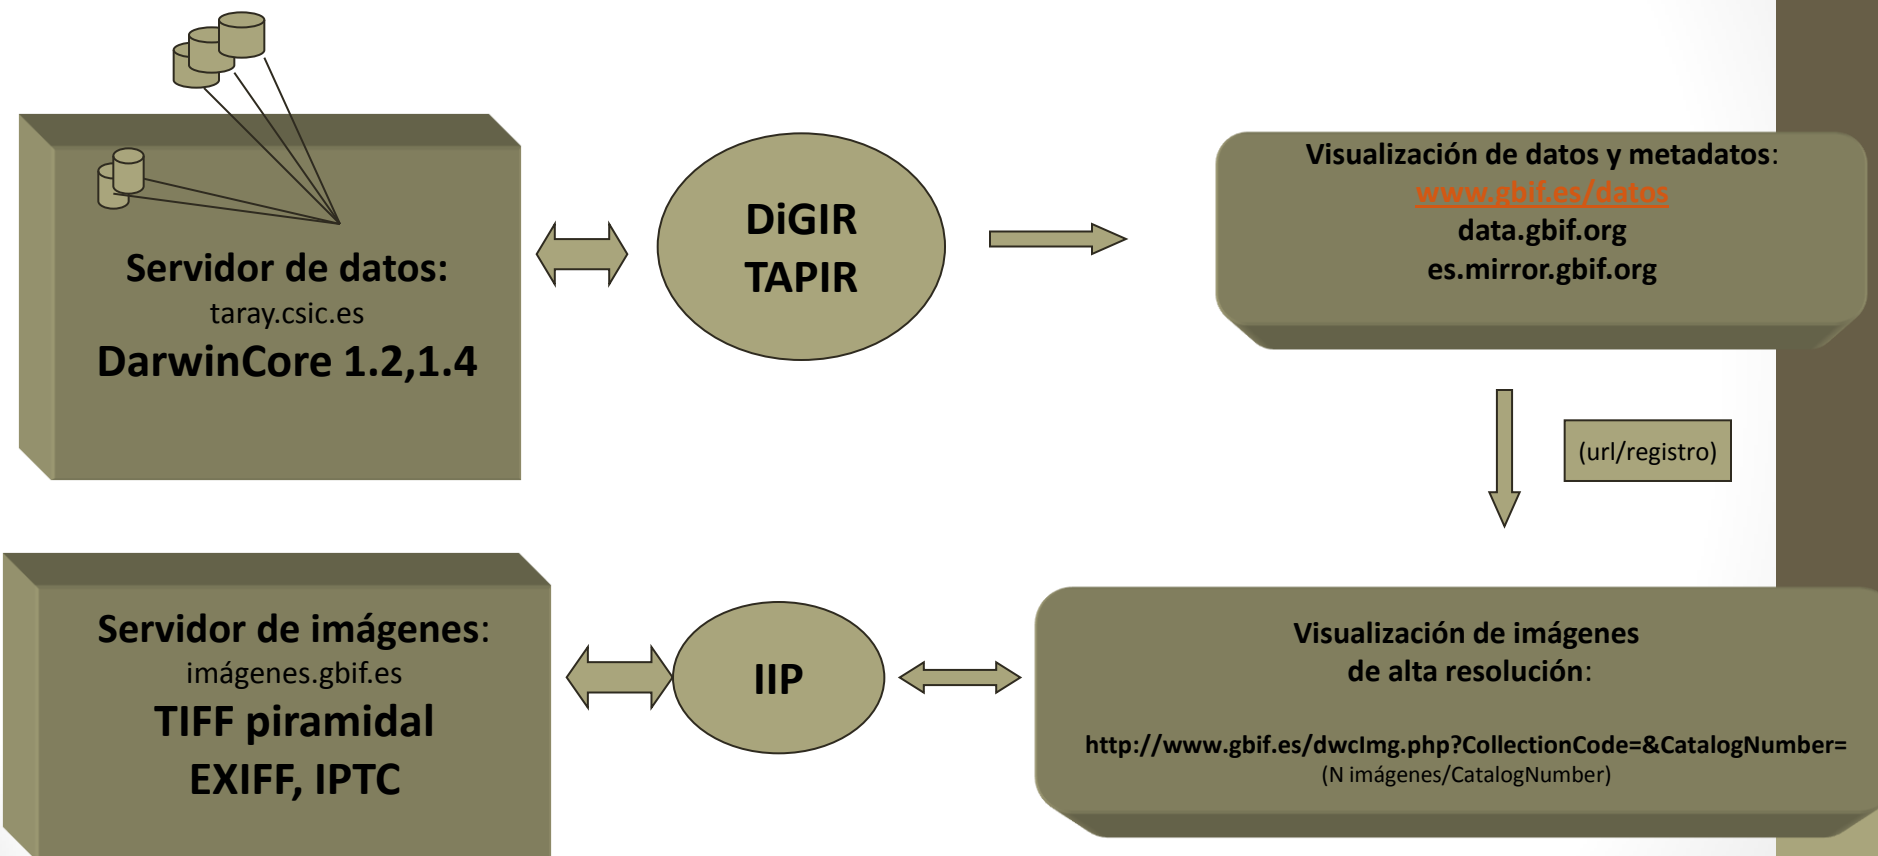 Servidor de datos:
taray.csic.es
DarwinCore 1.2,1.4
DiGIR
TAPIR
Visualización de datos y metadatos:
www.gbif.es/datos
data.gbif.org
es.mirror.gbif.org
(url/registro)
Servidor de imágenes:
imágenes.gbif.es
TIFF piramidal
EXIFF, IPTC
IIP
Visualización de imágenes
de alta resolución:
http://www.gbif.es/dwcImg.php?CollectionCode=&CatalogNumber=
(N imágenes/CatalogNumber)